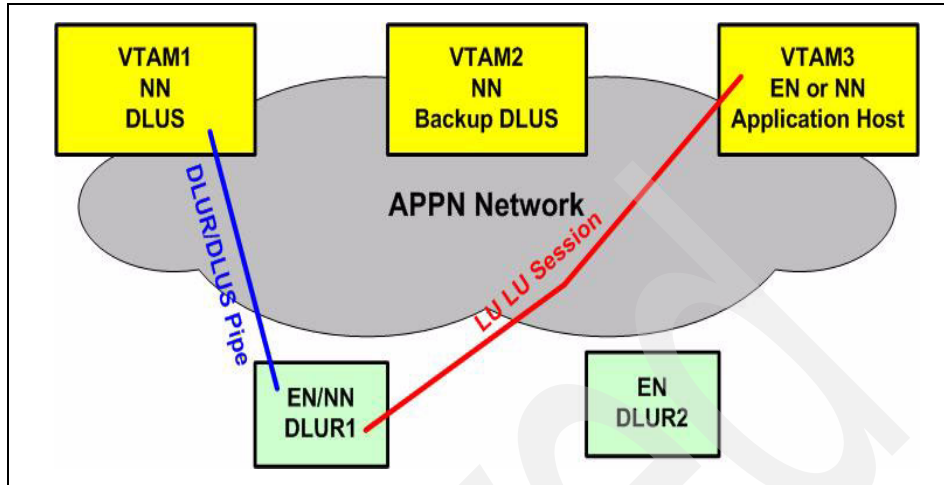 VTAM1
NN
DLUS
VTAM2
NN
Backup DLUS
VTAM3
EN or NN
Application Host
APPN Network
DLUR/DLUS Pipe
LU LU Session
EN/NN
DLUR1
EN
DLUR2